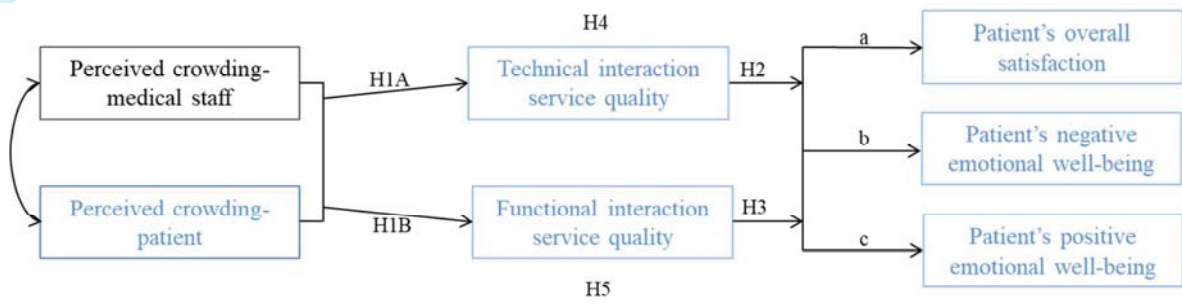 H4
Perceived crowding-
medical staff
H1A
Technical interaction
service quality
H2
a
Patient's overall
satisfaction
b
Patient's negative
emotional well-being
Perceived crowding-
patient
H1B
Functional interaction
service quality
H3
c
Patient's positive
emotional well-being
H5